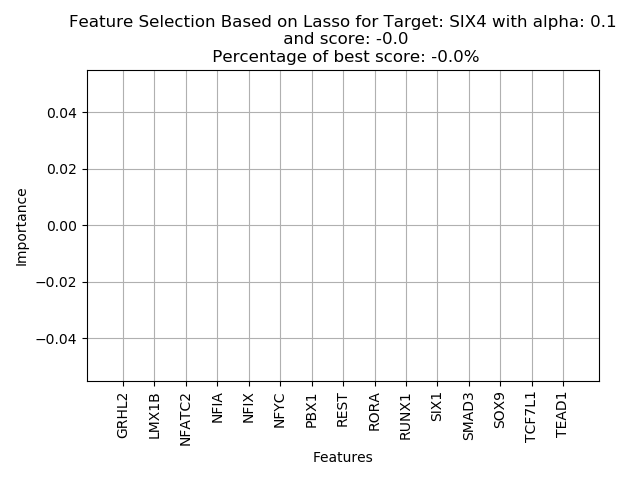 Feature Selection Based on Lasso for Target: SIX4 with alpha: 0.1
and score: -0.0
Percentage of best score: -0.0%
0.04
0.02
0.00
−0.02
−0.04
Importance
GRHL2
LMX1B
NFATC2
NFIA
NFIX
NFYC
PBX1
REST
RORA
RUNX1
SIX1
SMAD3
SOX9
TCF7L1
TEAD1
Features